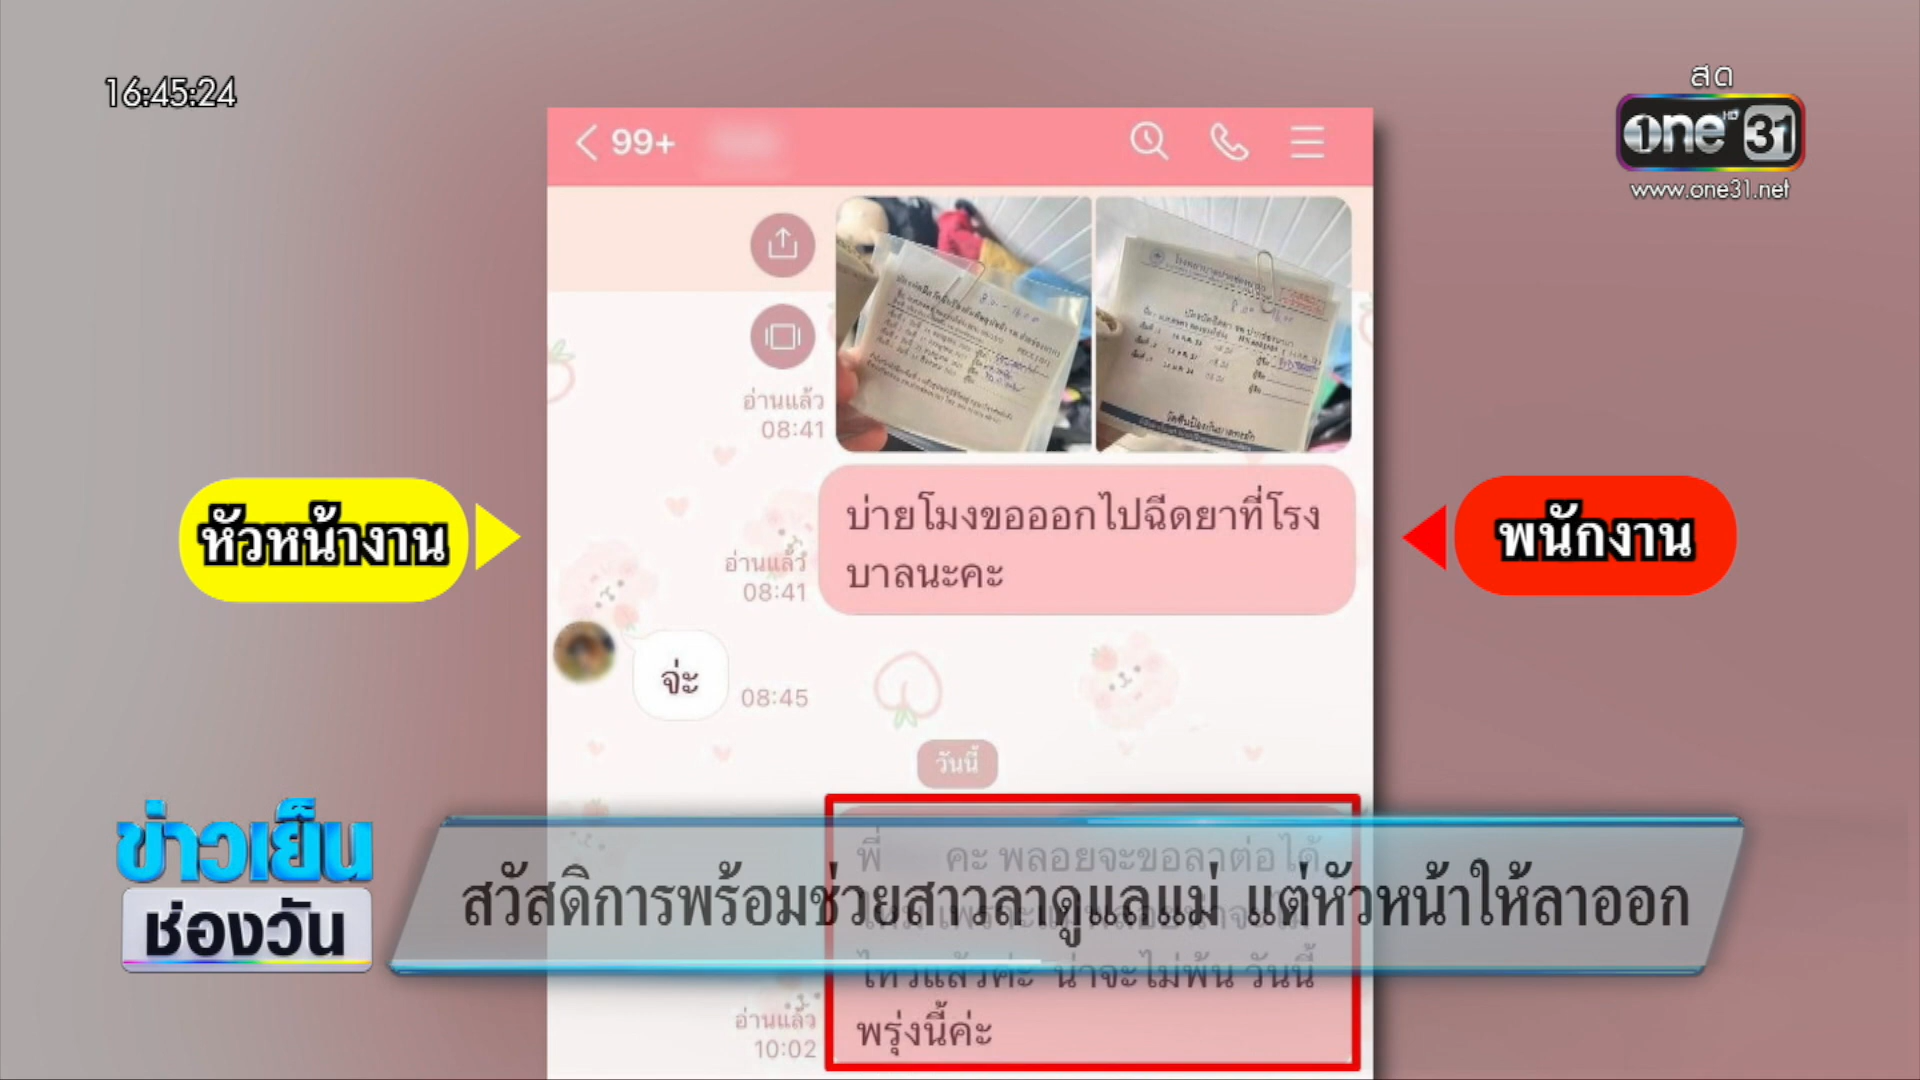 16:45:24
สด
one HD 31
www.one31.net
99+
อ่านแล้ว
08:41
บ่ายโมงขอออกไปฉีดยาที่โรง
บาลนะคะ
อ่านแล้ว
08:41
หัวหน้างาน
พนักงาน
จ่ะ
08:45
วันนี้
พี่ คะ พลอยจะขอลาต่อได้
ไหวแล้วค่ะ น่าจะไม่พ้น วันนี้
พรุ่งนี้ค่ะ
อ่านแล้ว
10:02
ข่าวเย็น
ช่องวัน
สวัสดิการพร้อมช่วยสาวลาดูแลแม่ แต่หัวหน้าให้ลาออก